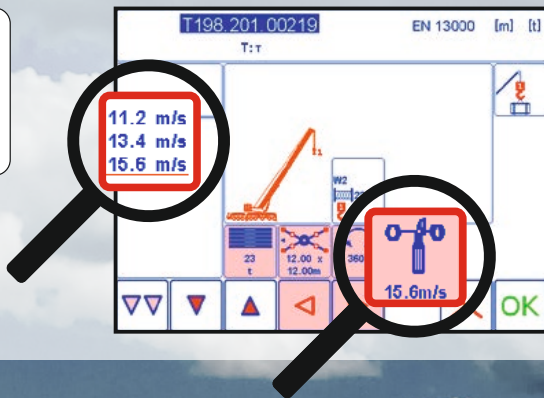 T198.201.00219
EN 13000 [m] [t]
T:T
11.2 m/s
13.4 m/s
15.6 m/s
W2
23
t
12.00 x
12.00m
360
15.6m/s
OK